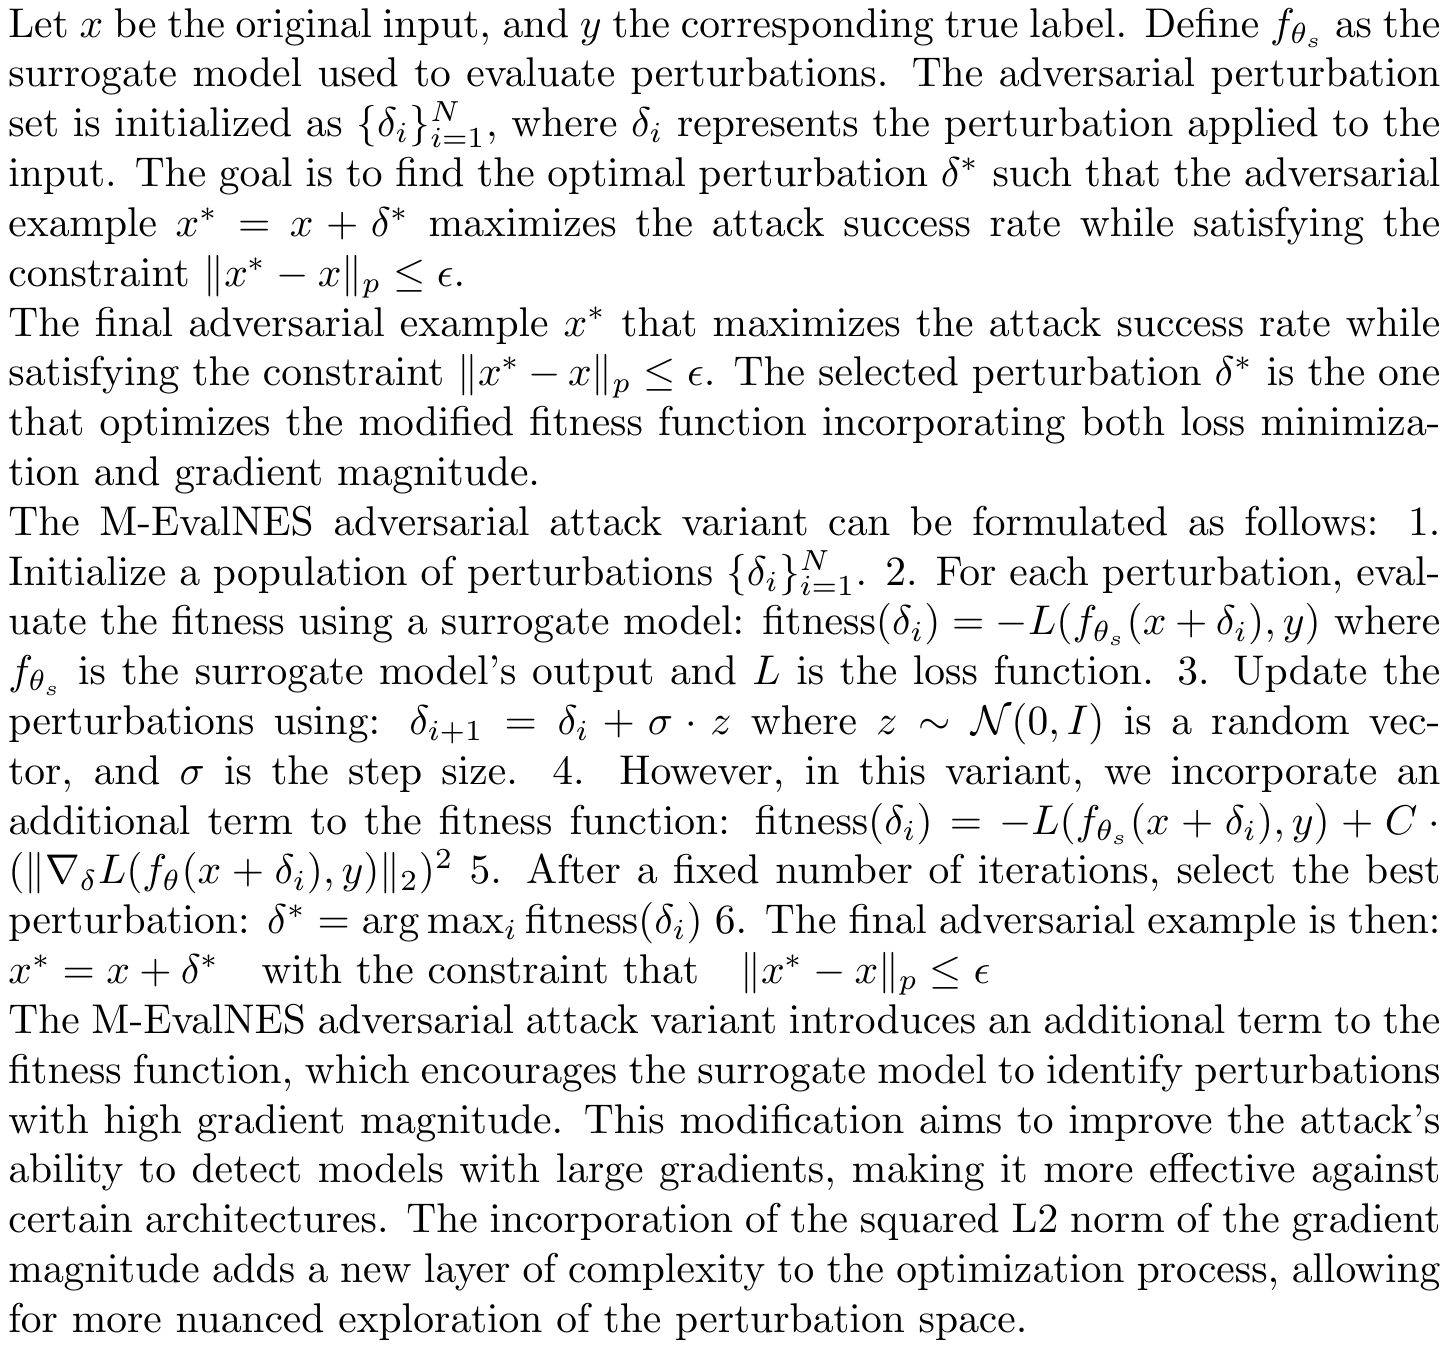 Let $x$ be the original input, and $y$ the corresponding true label. Define $f_{\theta_s}$ as the
surrogate model used to evaluate perturbations. The adversarial perturbation
set is initialized as $\{\delta_i\}_{i=1}^N$, where $\delta_i$ represents the perturbation applied to the
input. The goal is to find the optimal perturbation $\delta^*$ such that the adversarial
example $x^* = x + \delta^*$ maximizes the attack success rate while satisfying the
constraint $\|x^* - x\|_p \leq \epsilon$.
The final adversarial example $x^*$ that maximizes the attack success rate while
satisfying the constraint $\|x^* - x\|_p \leq \epsilon$. The selected perturbation $\delta^*$ is the one
that optimizes the modified fitness function incorporating both loss minimiza-
tion and gradient magnitude.
The M-EvalNES adversarial attack variant can be formulated as follows: 1.
Initialize a population of perturbations $\{\delta_i\}_{i=1}^N$. 2. For each perturbation, eval-
uate the fitness using a surrogate model: $\text{fitness}(\delta_i) = -L(f_{\theta_s}(x + \delta_i), y)$ where
$f_{\theta_s}$ is the surrogate model's output and $L$ is the loss function. 3. Update the
perturbations using: $\delta_{i+1} = \delta_i + \sigma \cdot z$ where $z \sim \mathcal{N}(0, I)$ is a random vec-
tor, and $\sigma$ is the step size. 4. However, in this variant, we incorporate an
additional term to the fitness function: $\text{fitness}(\delta_i) = -L(f_{\theta_s}(x + \delta_i), y) + C \cdot$
$(\|\nabla_\delta L(f_\theta(x + \delta_i), y)\|_2)^2$ 5. After a fixed number of iterations, select the best
perturbation: $\delta^* = \arg\max_i \text{fitness}(\delta_i)$ 6. The final adversarial example is then:
$x^* = x + \delta^*$ with the constraint that $\|x^* - x\|_p \leq \epsilon$
The M-EvalNES adversarial attack variant introduces an additional term to the
fitness function, which encourages the surrogate model to identify perturbations
with high gradient magnitude. This modification aims to improve the attack's
ability to detect models with large gradients, making it more effective against
certain architectures. The incorporation of the squared L2 norm of the gradient
magnitude adds a new layer of complexity to the optimization process, allowing
for more nuanced exploration of the perturbation space.